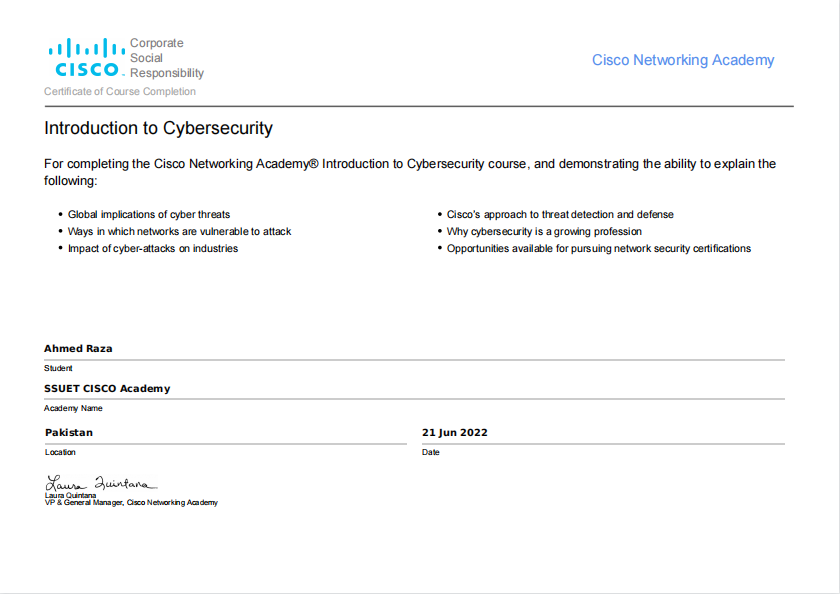 Corporate
Social
Responsibility
CISCO
Cisco Networking Academy
Certificate of Course Completion
Introduction to Cybersecurity
For completing the Cisco Networking Academy® Introduction to Cybersecurity course, and demonstrating the ability to explain the
following:
• Global implications of cyber threats
• Ways in which networks are vulnerable to attack
• Impact of cyber-attacks on industries
• Cisco's approach to threat detection and defense
• Why cybersecurity is a growing profession
• Opportunities available for pursuing network security certifications
Ahmed Raza
Student
SSUET CISCO Academy
Academy Name
Pakistan
Location
21 Jun 2022
Date
Laura Quintana
Laura Quintana
VP & General Manager, Cisco Networking Academy